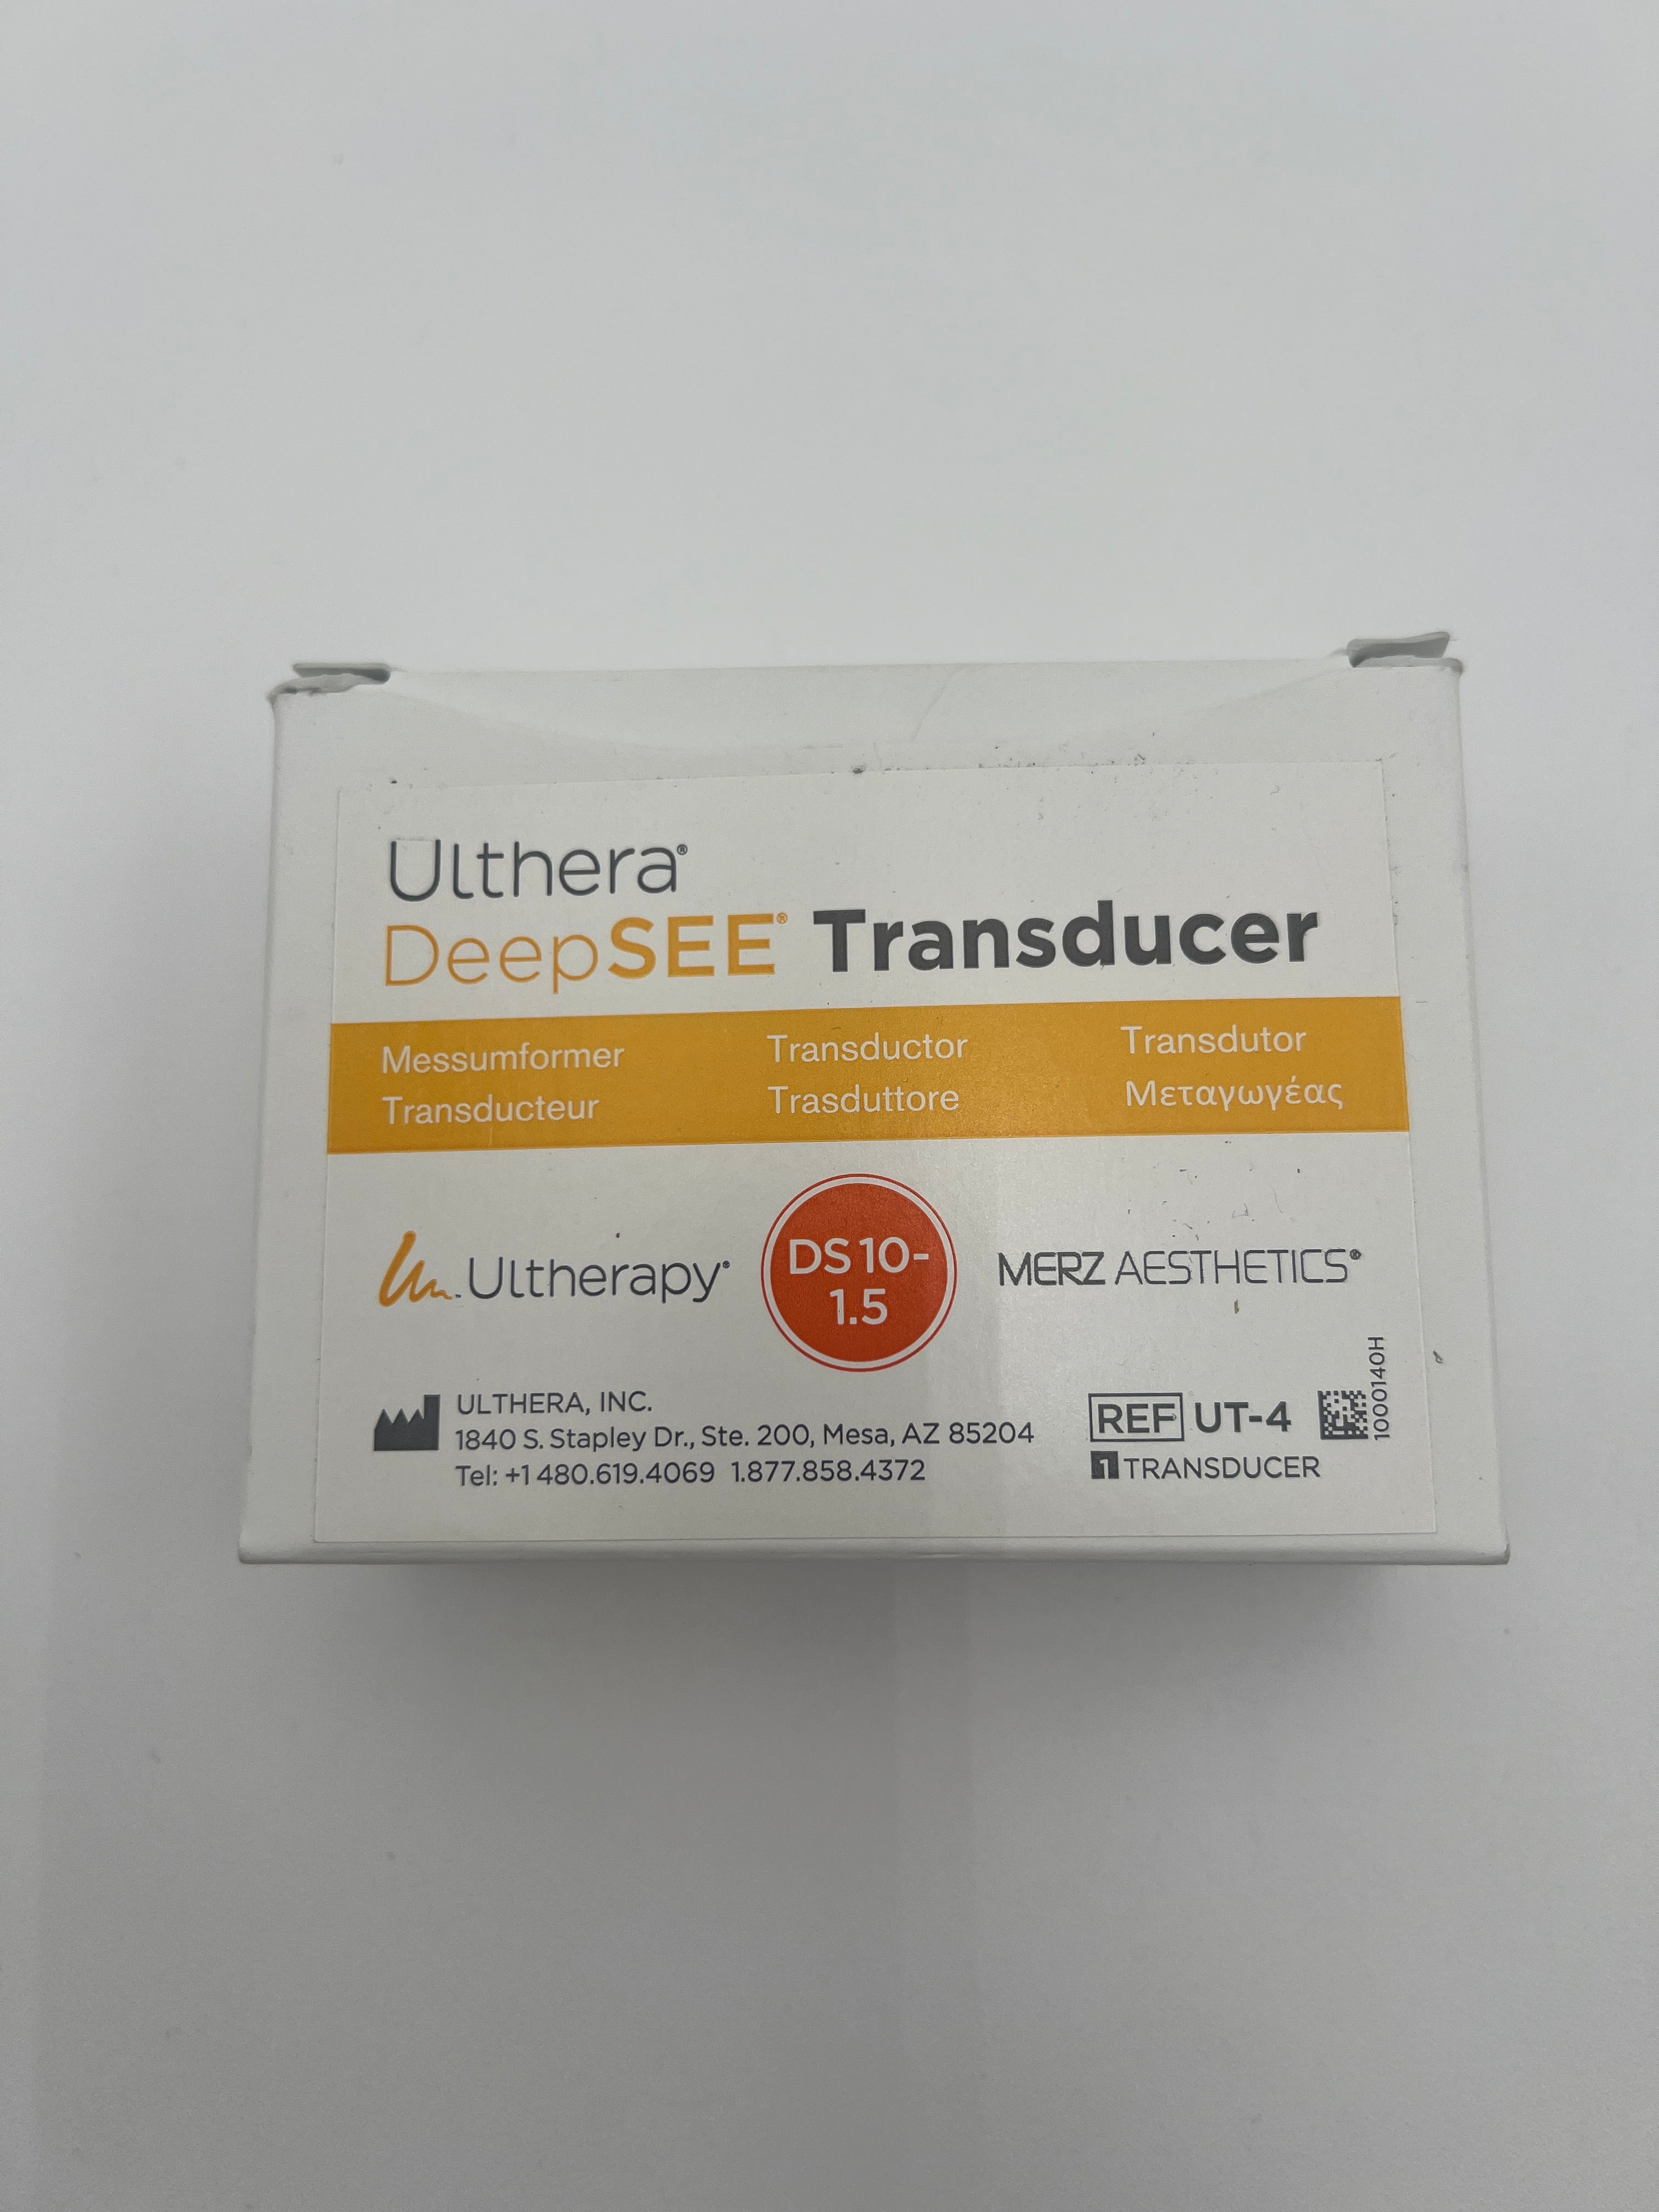 Ulthera®
DeepSEE® Transducer
Messumformer Transductor Transdutor
Transducteur Trasduttore Μεταγωγέας
Ultherapy®
DS 10-
1.5
MERZ AESTHETICS®
ULTHERA, INC.
1840 S. Stapley Dr., Ste. 200, Mesa, AZ 85204
Tel: +1 480.619.4069 1.877.858.4372
REF UT-4
1 TRANSDUCER
1000140H